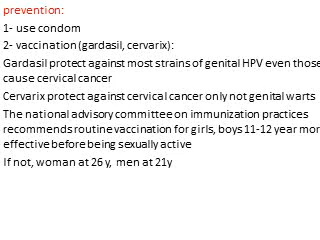 prevention:
1- use condom
2- vaccination (gardasil, cervarix):
Gardasil protect against most strains of genital HPV even those
cause cervical cancer
Cervarix protect against cervical cancer only not genital warts
The national advisory committee on immunization practices
recommends routine vaccination for girls, boys 11-12 year mor
effective before being sexually active
If not, woman at 26 y, men at 21y